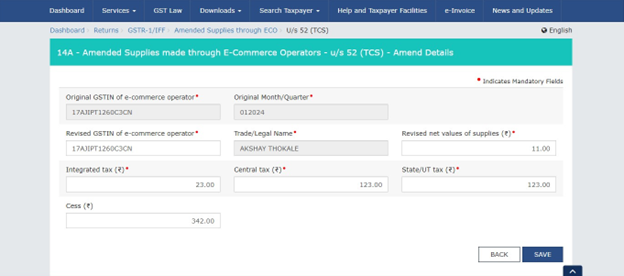 Dashboard Services GST Law Downloads Search Taxpayer Help and Taxpayer Facilities e-Invoice News and Updates
Dashboard › Returns › GSTR-1/IFF › Amended Supplies through ECO › U/s 52 (TCS) English
14A - Amended Supplies made through E-Commerce Operators - u/s 52 (TCS) - Amend Details
* Indicates Mandatory Fields
Original GSTIN of e-commerce operator* Original Month/Quarter*
17AJIPT1260C3CN 012024
Revised GSTIN of e-commerce operator* Trade/Legal Name* Revised net values of supplies (₹)*
17AJIPT1260C3CN AKSHAY THOKALE 11.00
Integrated tax (₹)* Central tax (₹)* State/UT tax (₹)*
23.00 123.00 123.00
Cess (₹)
342.00
BACK SAVE